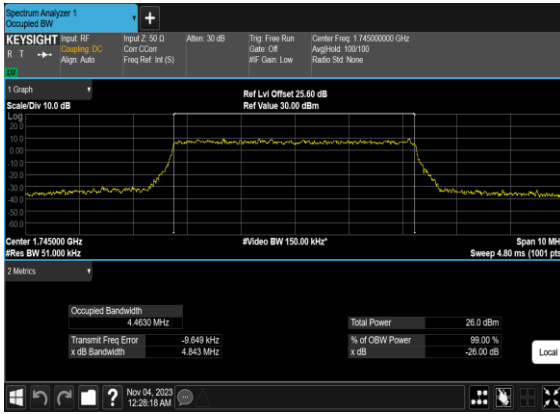 Spectrum Analyzer 1
Occupied BW
KEYSIGHT Input: RF Input Z: 50 Ω Atten: 30 dB Trig: Free Run Center Freq: 1.745000000 GHz
R T Coupling: DC Corr CCorr Gate: Off Avg|Hold: 100/100
Align: Auto Freq Ref: Int (S) #IF Gain: Low Radio Std: None
LXI
1 Graph
Ref Lvl Offset 25.60 dB
Scale/Div 10.0 dB Ref Value 30.00 dBm
Log
20.0
10.0
0.00
-10.0
-20.0
-30.0
-40.0
-50.0
-60.0
Center 1.745000 GHz #Video BW 150.00 kHz* Span 10 MH
#Res BW 51.000 kHz Sweep 4.80 ms (1001 pts
2 Metrics
Occupied Bandwidth
4.4630 MHz Total Power 26.0 dBm
Transmit Freq Error -9.649 kHz % of OBW Power 99.00 %
x dB Bandwidth 4.843 MHz x dB -26.00 dB
Local
Nov 04, 2023
12:28:18 AM